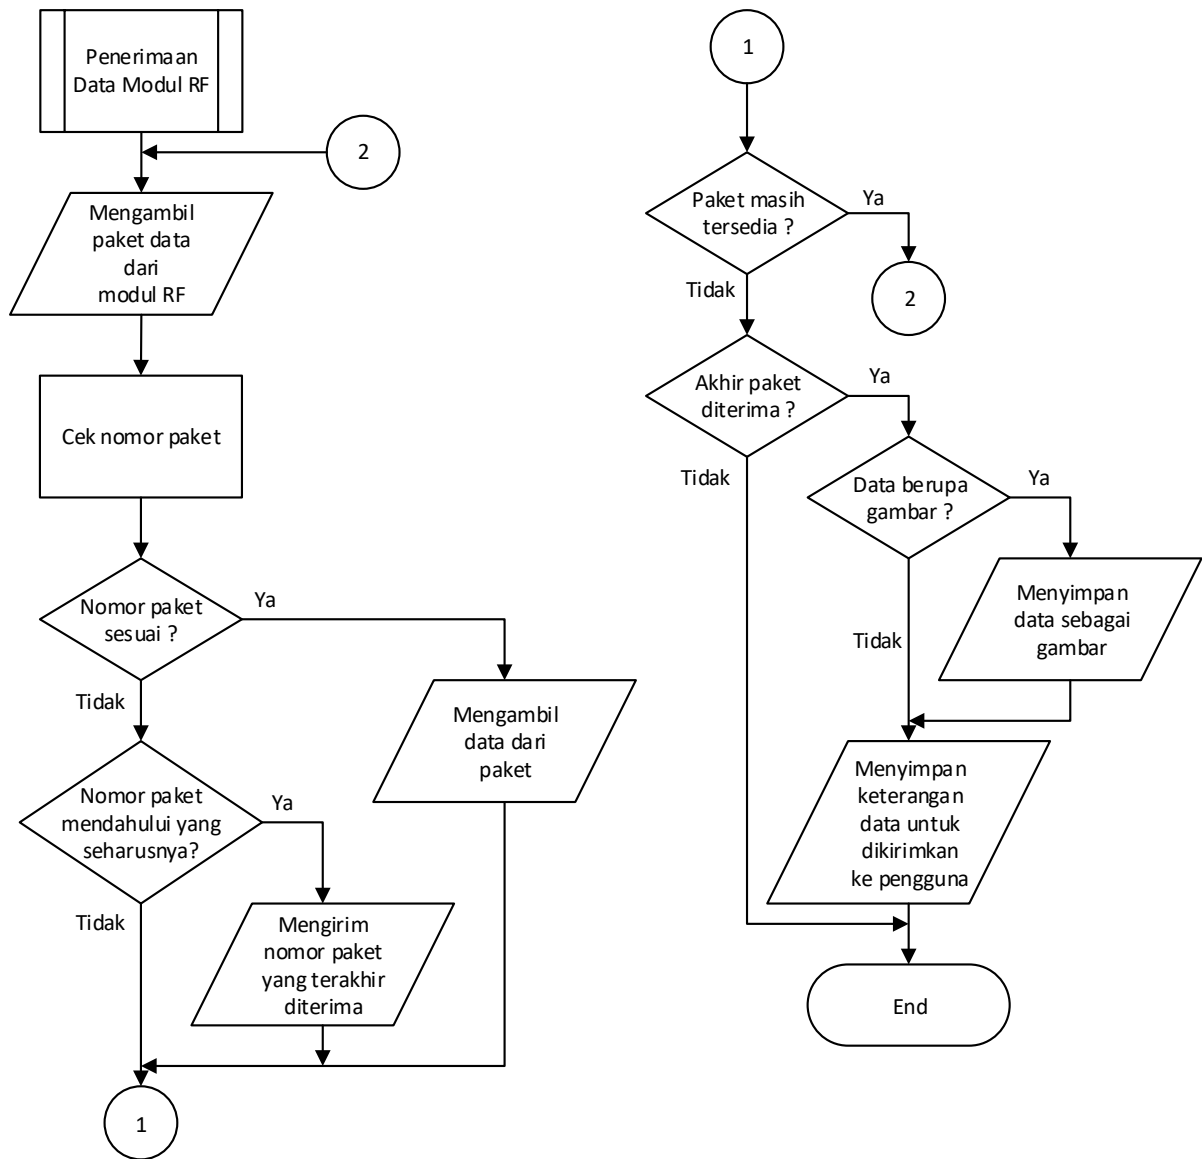 Penerimaan
Data Modul RF
2
Mengambil
paket data
dari
modul RF
Cek nomor paket
Nomor paket
sesuai ?
Ya
Tidak
Mengambil
data dari
paket
Nomor paket
mendahului yang
seharusnya?
Ya
Tidak
Mengirim
nomor paket
yang terakhir
diterima
1
1
Paket masih
tersedia ?
Ya
2
Tidak
Akhir paket
diterima ?
Ya
Tidak
Data berupa
gambar ?
Ya
Menyimpan
data sebagai
gambar
Tidak
Menyimpan
keterangan
data untuk
dikirimkan
ke pengguna
End